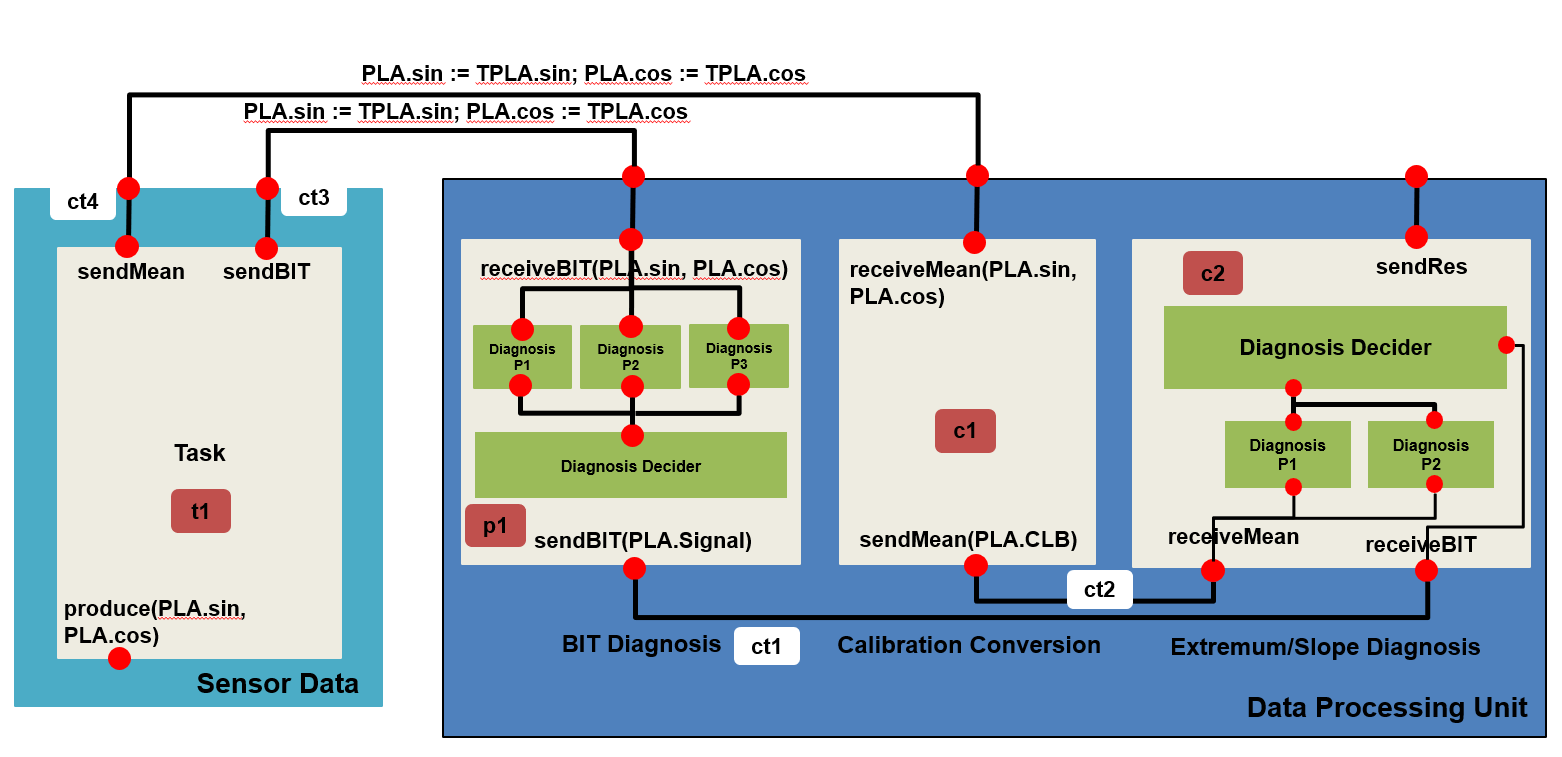 PLA.sin := TPLA.sin; PLA.cos := TPLA.cos
PLA.sin := TPLA.sin; PLA.cos := TPLA.cos
ct4
ct3
sendMean
sendBIT
Task
t1
produce(PLA.sin,
PLA.cos)
Sensor Data
receiveBIT(PLA.sin, PLA.cos)
Diagnosis
P1
Diagnosis
P2
Diagnosis
P3
Diagnosis Decider
p1
sendBIT(PLA.Signal)
BIT Diagnosis
ct1
receiveMean(PLA.sin,
PLA.cos)
c1
sendMean(PLA.CLB)
ct2
Calibration Conversion
c2
sendRes
Diagnosis Decider
Diagnosis
P1
Diagnosis
P2
receiveMean
receiveBIT
Extremum/Slope Diagnosis
Data Processing Unit